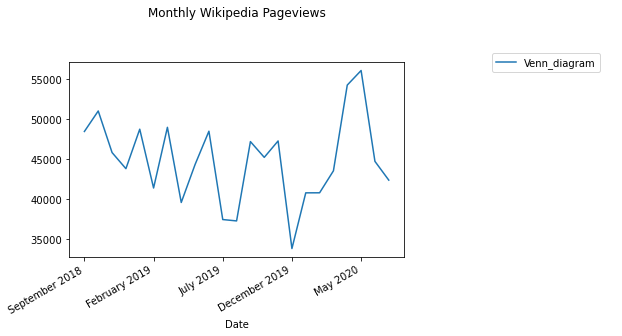 Monthly Wikipedia Pageviews
Venn_diagram
55000
50000
45000
40000
35000
September 2018
February 2019
July 2019
December 2019
May 2020
Date